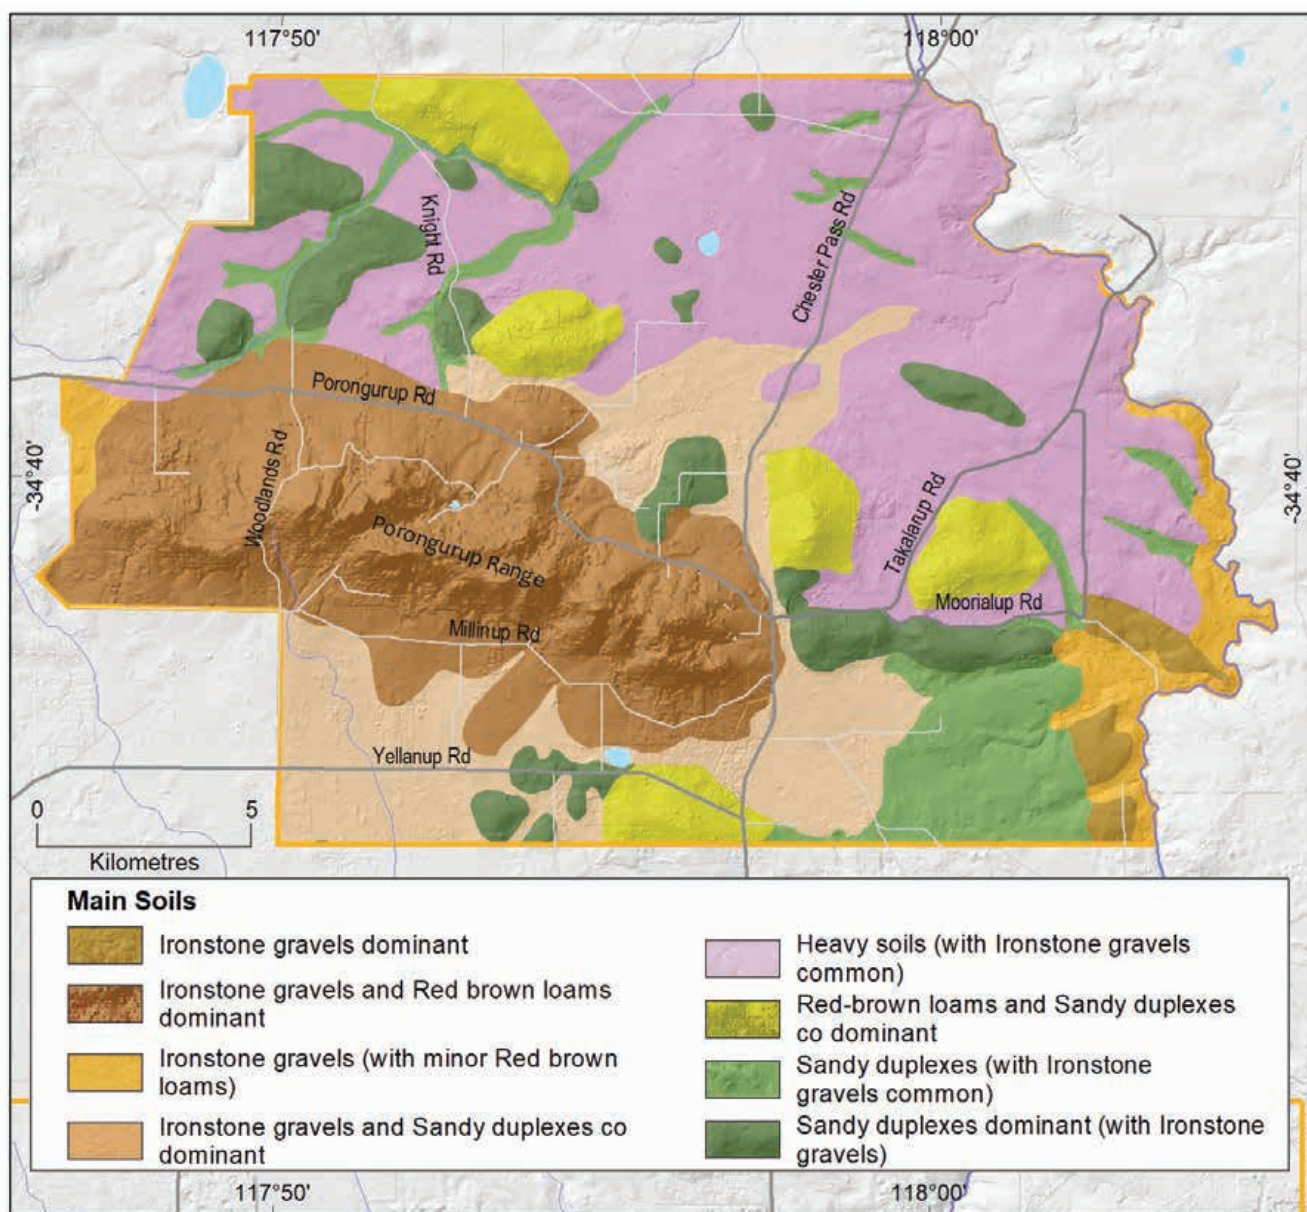 117°50'
118°00'
Knight Rd
Chester Pass Rd
Porongurup Rd
-34°40'
-34°40'
Woodlands Rd
Takalarup Rd
Porongurup Range
Moorialup Rd
Millinup Rd
Yellanup Rd
0 5
Kilometres
Main Soils
Ironstone gravels dominant
Ironstone gravels and Red brown loams
dominant
Ironstone gravels (with minor Red brown
loams)
Ironstone gravels and Sandy duplexes co
dominant
Heavy soils (with Ironstone gravels
common)
Red-brown loams and Sandy duplexes
co dominant
Sandy duplexes (with Ironstone
gravels common)
Sandy duplexes dominant (with Ironstone
gravels)
117°50'
118°00'